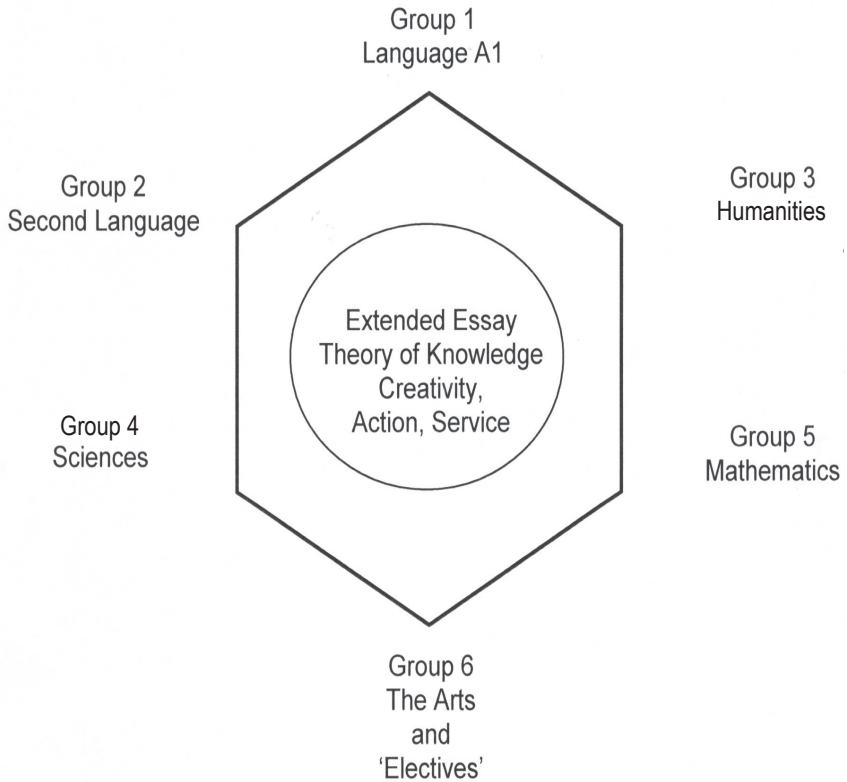 Group 1
Language A1
Group 2
Second Language
Group 3
Humanities
Extended Essay
Theory of Knowledge
Creativity,
Action, Service
Group 4
Sciences
Group 5
Mathematics
Group 6
The Arts
and
‘Electives’